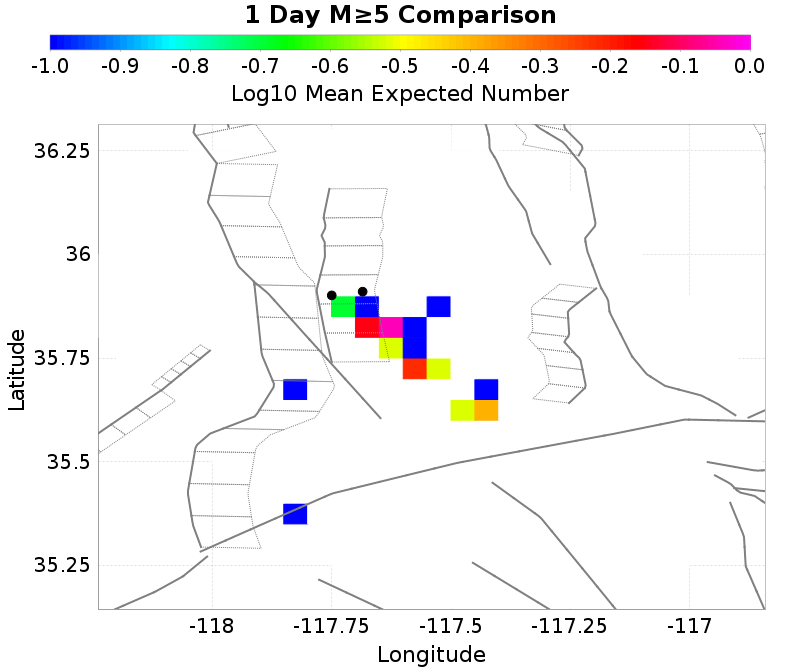 1 Day M≥5 Comparison
-1.0 -0.9 -0.8 -0.7 -0.6 -0.5 -0.4 -0.3 -0.2 -0.1 0.0
Log10 Mean Expected Number
36.25
36
35.75
35.5
35.25
Latitude
-118 -117.75 -117.5 -117.25 -117
Longitude